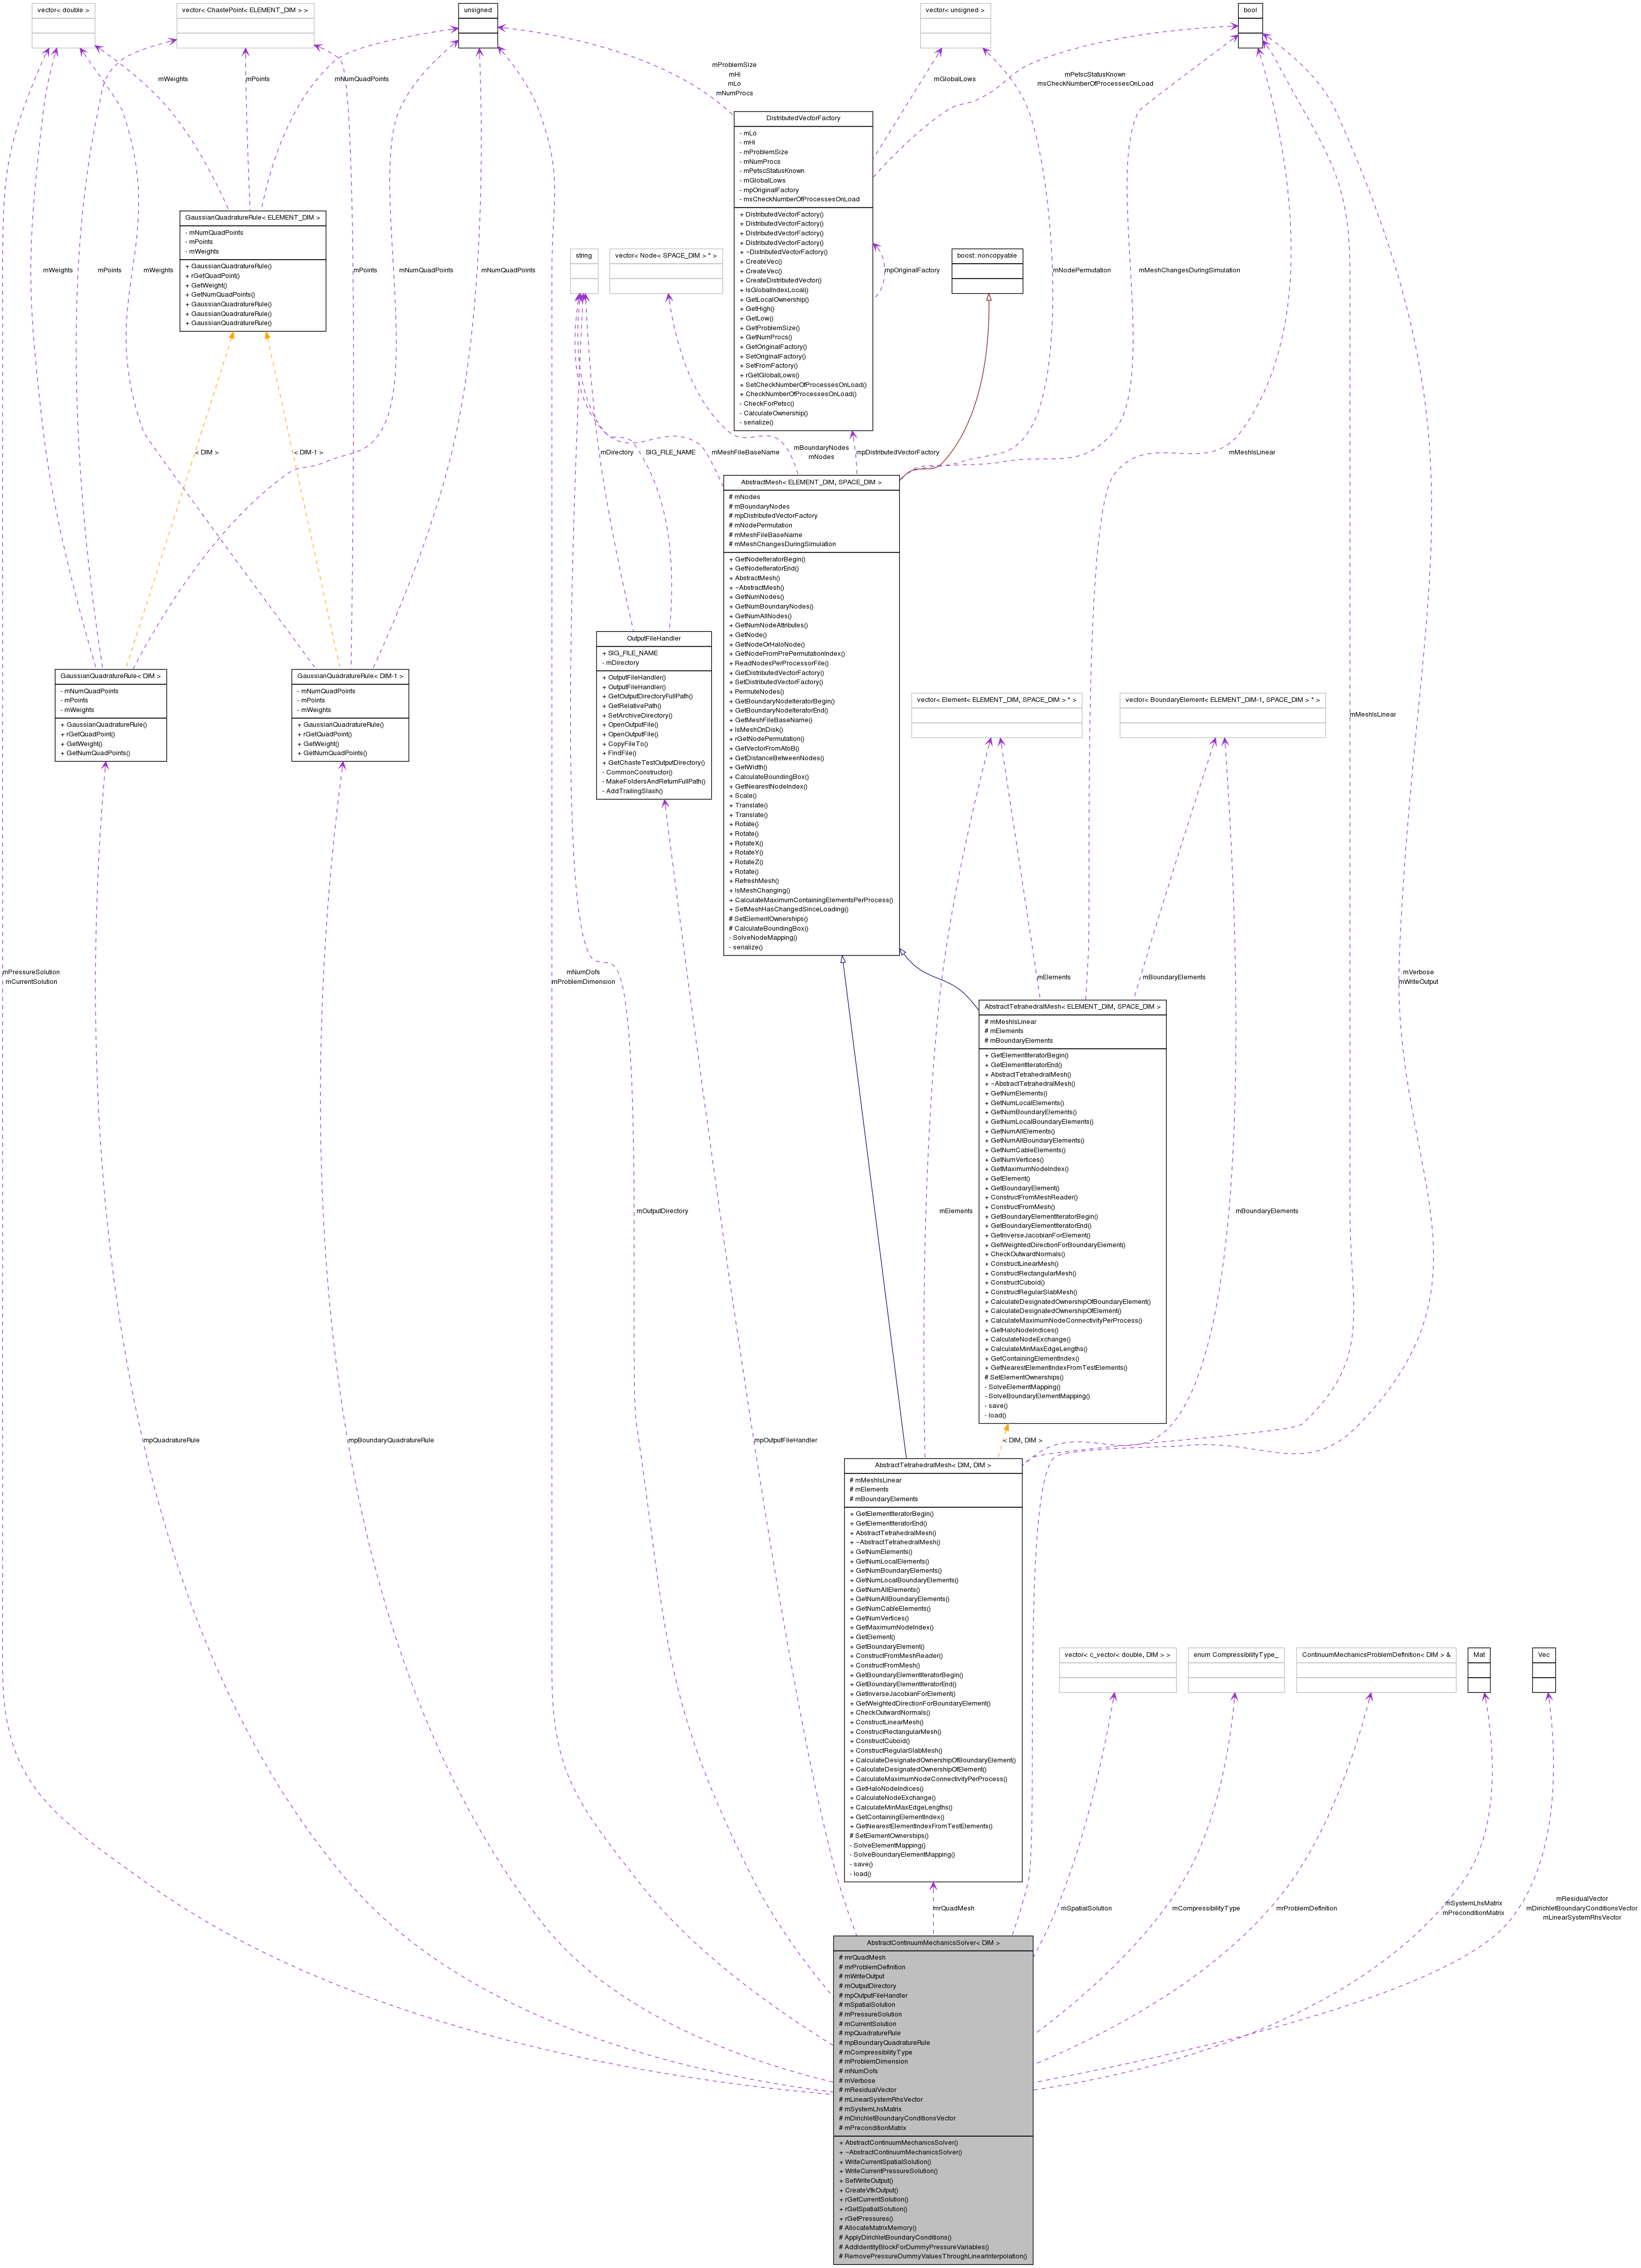 vector< double >
vector< ChastePoint< ELEMENT_DIM > >
unsigned
vector< unsigned >
bool
mWeights
mPoints
mNumQuadPoints
mProblemSize
mHi
mLo
mNumProcs
mGlobalLows
mPetscStatusKnown
msCheckNumberOfProcessesOnLoad
DistributedVectorFactory
- mLo
- mHi
- mProblemSize
- mNumProcs
- mPetscStatusKnown
- mGlobalLows
- mpOriginalFactory
- msCheckNumberOfProcessesOnLoad
+ DistributedVectorFactory()
+ DistributedVectorFactory()
+ DistributedVectorFactory()
+ DistributedVectorFactory()
+ ~DistributedVectorFactory()
+ CreateVec()
+ CreateVec()
+ CreateDistributedVector()
+ IsGlobalIndexLocal()
+ GetLocalOwnership()
+ GetHigh()
+ GetLow()
+ GetProblemSize()
+ GetNumProcs()
+ GetOriginalFactory()
+ SetOriginalFactory()
+ SetFromFactory()
+ rGetGlobalLows()
+ SetCheckNumberOfProcessesOnLoad()
+ CheckNumberOfProcessesOnLoad()
- CheckForPetsc()
- CalculateOwnership()
- serialize()
GaussianQuadratureRule< ELEMENT_DIM >
- mNumQuadPoints
- mPoints
- mWeights
+ GaussianQuadratureRule()
+ rGetQuadPoint()
+ GetWeight()
+ GetNumQuadPoints()
+ GaussianQuadratureRule()
+ GaussianQuadratureRule()
+ GaussianQuadratureRule()
string
vector< Node< SPACE_DIM > * >
boost::noncopyable
mWeights
mPoints
mWeights
mPoints
mNumQuadPoints
mNumQuadPoints
mpOriginalFactory
mNodePermutation
mMeshChangesDuringSimulation
< DIM >
< DIM-1 >
mDirectory
SIG_FILE_NAME
mMeshFileBaseName
mBoundaryNodes
mNodes
mpDistributedVectorFactory
mMeshIsLinear
AbstractMesh< ELEMENT_DIM, SPACE_DIM >
# mNodes
# mBoundaryNodes
# mpDistributedVectorFactory
# mNodePermutation
# mMeshFileBaseName
# mMeshChangesDuringSimulation
+ GetNodeIteratorBegin()
+ GetNodeIteratorEnd()
+ AbstractMesh()
+ ~AbstractMesh()
+ GetNumNodes()
+ GetNumBoundaryNodes()
+ GetNumAllNodes()
+ GetNumNodeAttributes()
+ GetNode()
+ GetNodeOrHaloNode()
+ GetNodeFromPrePermutationIndex()
+ ReadNodesPerProcessorFile()
+ GetDistributedVectorFactory()
+ SetDistributedVectorFactory()
+ PermuteNodes()
+ GetBoundaryNodeIteratorBegin()
+ GetBoundaryNodeIteratorEnd()
+ GetMeshFileBaseName()
+ IsMeshOnDisk()
+ rGetNodePermutation()
+ GetVectorFromAtoB()
+ GetDistanceBetweenNodes()
+ GetWidth()
+ CalculateBoundingBox()
+ GetNearestNodeIndex()
+ Scale()
+ Translate()
+ Translate()
+ Rotate()
+ Rotate()
+ RotateX()
+ RotateY()
+ RotateZ()
+ Rotate()
+ RefreshMesh()
+ IsMeshChanging()
+ CalculateMaximumContainingElementsPerProcess()
+ SetMeshHasChangedSinceLoading()
# SetElementOwnerships()
# CalculateBoundingBox()
- SolveNodeMapping()
- serialize()
OutputFileHandler
+ SIG_FILE_NAME
- mDirectory
+ OutputFileHandler()
+ OutputFileHandler()
+ GetOutputDirectoryFullPath()
+ GetRelativePath()
+ SetArchiveDirectory()
+ OpenOutputFile()
+ OpenOutputFile()
+ CopyFileTo()
+ FindFile()
+ GetChasteTestOutputDirectory()
- CommonConstructor()
- MakeFoldersAndReturnFullPath()
- AddTrailingSlash()
GaussianQuadratureRule< DIM >
- mNumQuadPoints
- mPoints
- mWeights
+ GaussianQuadratureRule()
+ rGetQuadPoint()
+ GetWeight()
+ GetNumQuadPoints()
GaussianQuadratureRule< DIM-1 >
- mNumQuadPoints
- mPoints
- mWeights
+ GaussianQuadratureRule()
+ rGetQuadPoint()
+ GetWeight()
+ GetNumQuadPoints()
vector< Element< ELEMENT_DIM, SPACE_DIM > * >
vector< BoundaryElement< ELEMENT_DIM-1, SPACE_DIM > * >
mMeshIsLinear
mPressureSolution
mCurrentSolution
mNumDofs
mProblemDimension
mElements
mBoundaryElements
mVerbose
mWriteOutput
AbstractTetrahedralMesh< ELEMENT_DIM, SPACE_DIM >
# mMeshIsLinear
# mElements
# mBoundaryElements
+ GetElementIteratorBegin()
+ GetElementIteratorEnd()
+ AbstractTetrahedralMesh()
+ ~AbstractTetrahedralMesh()
+ GetNumElements()
+ GetNumLocalElements()
+ GetNumBoundaryElements()
+ GetNumLocalBoundaryElements()
+ GetNumAllElements()
+ GetNumAllBoundaryElements()
+ GetNumCableElements()
+ GetNumVertices()
+ GetMaximumNodeIndex()
+ GetElement()
+ GetBoundaryElement()
+ ConstructFromMeshReader()
+ ConstructFromMesh()
+ GetBoundaryElementIteratorBegin()
+ GetBoundaryElementIteratorEnd()
+ GetInverseJacobianForElement()
+ GetWeightedDirectionForBoundaryElement()
+ CheckOutwardNormals()
+ ConstructLinearMesh()
+ ConstructRectangularMesh()
+ ConstructCuboid()
+ ConstructRegularSlabMesh()
+ CalculateDesignatedOwnershipOfBoundaryElement()
+ CalculateDesignatedOwnershipOfElement()
+ CalculateMaximumNodeConnectivityPerProcess()
+ GetHaloNodeIndices()
+ CalculateNodeExchange()
+ CalculateMinMaxEdgeLengths()
+ GetContainingElementIndex()
+ GetNearestElementIndexFromTestElements()
# SetElementOwnerships()
- SolveElementMapping()
- SolveBoundaryElementMapping()
- save()
- load()
mOutputDirectory
mElements
mBoundaryElements
mpQuadratureRule
mpBoundaryQuadratureRule
mpOutputFileHandler
< DIM, DIM >
AbstractTetrahedralMesh< DIM, DIM >
# mMeshIsLinear
# mElements
# mBoundaryElements
+ GetElementIteratorBegin()
+ GetElementIteratorEnd()
+ AbstractTetrahedralMesh()
+ ~AbstractTetrahedralMesh()
+ GetNumElements()
+ GetNumLocalElements()
+ GetNumBoundaryElements()
+ GetNumLocalBoundaryElements()
+ GetNumAllElements()
+ GetNumAllBoundaryElements()
+ GetNumCableElements()
+ GetNumVertices()
+ GetMaximumNodeIndex()
+ GetElement()
+ GetBoundaryElement()
+ ConstructFromMeshReader()
+ ConstructFromMesh()
+ GetBoundaryElementIteratorBegin()
+ GetBoundaryElementIteratorEnd()
+ GetInverseJacobianForElement()
+ GetWeightedDirectionForBoundaryElement()
+ CheckOutwardNormals()
+ ConstructLinearMesh()
+ ConstructRectangularMesh()
+ ConstructCuboid()
+ ConstructRegularSlabMesh()
+ CalculateDesignatedOwnershipOfBoundaryElement()
+ CalculateDesignatedOwnershipOfElement()
+ CalculateMaximumNodeConnectivityPerProcess()
+ GetHaloNodeIndices()
+ CalculateNodeExchange()
+ CalculateMinMaxEdgeLengths()
+ GetContainingElementIndex()
+ GetNearestElementIndexFromTestElements()
# SetElementOwnerships()
- SolveElementMapping()
- SolveBoundaryElementMapping()
- save()
- load()
vector< c_vector< double, DIM > >
enum CompressibilityType_
ContinuumMechanicsProblemDefinition< DIM > &
Mat
Vec
mrQuadMesh
mSpatialSolution
mCompressibilityType
mrProblemDefinition
mSystemLhsMatrix
mPreconditionMatrix
mResidualVector
mDirichletBoundaryConditionsVector
mLinearSystemRhsVector
AbstractContinuumMechanicsSolver< DIM >
# mrQuadMesh
# mrProblemDefinition
# mWriteOutput
# mOutputDirectory
# mpOutputFileHandler
# mSpatialSolution
# mPressureSolution
# mCurrentSolution
# mpQuadratureRule
# mpBoundaryQuadratureRule
# mCompressibilityType
# mProblemDimension
# mNumDofs
# mVerbose
# mResidualVector
# mLinearSystemRhsVector
# mSystemLhsMatrix
# mDirichletBoundaryConditionsVector
# mPreconditionMatrix
+ AbstractContinuumMechanicsSolver()
+ ~AbstractContinuumMechanicsSolver()
+ WriteCurrentSpatialSolution()
+ WriteCurrentPressureSolution()
+ SetWriteOutput()
+ CreateVtkOutput()
+ rGetCurrentSolution()
+ rGetSpatialSolution()
+ rGetPressures()
# AllocateMatrixMemory()
# ApplyDirichletBoundaryConditions()
# AddIdentityBlockForDummyPressureVariables()
# RemovePressureDummyValuesThroughLinearInterpolation()